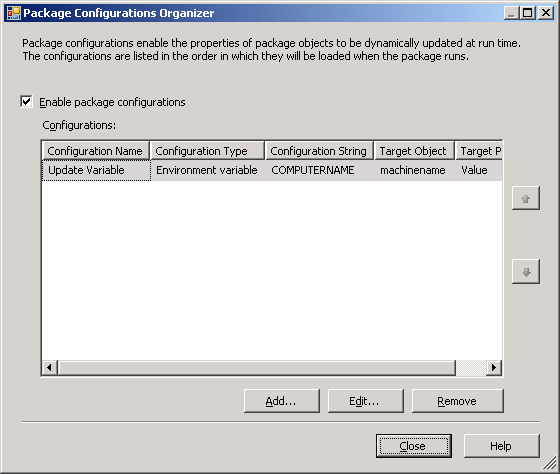 Package Configurations Organizer
Package configurations enable the properties of package objects to be dynamically updated at run time.
The configurations are listed in the order in which they will be loaded when the package runs.
Enable package configurations
Configurations:
Configuration Name Configuration Type Configuration String Target Object Target P
Update Variable Environment variable COMPUTERNAME machinename Value
Add... Edit... Remove
Close Help